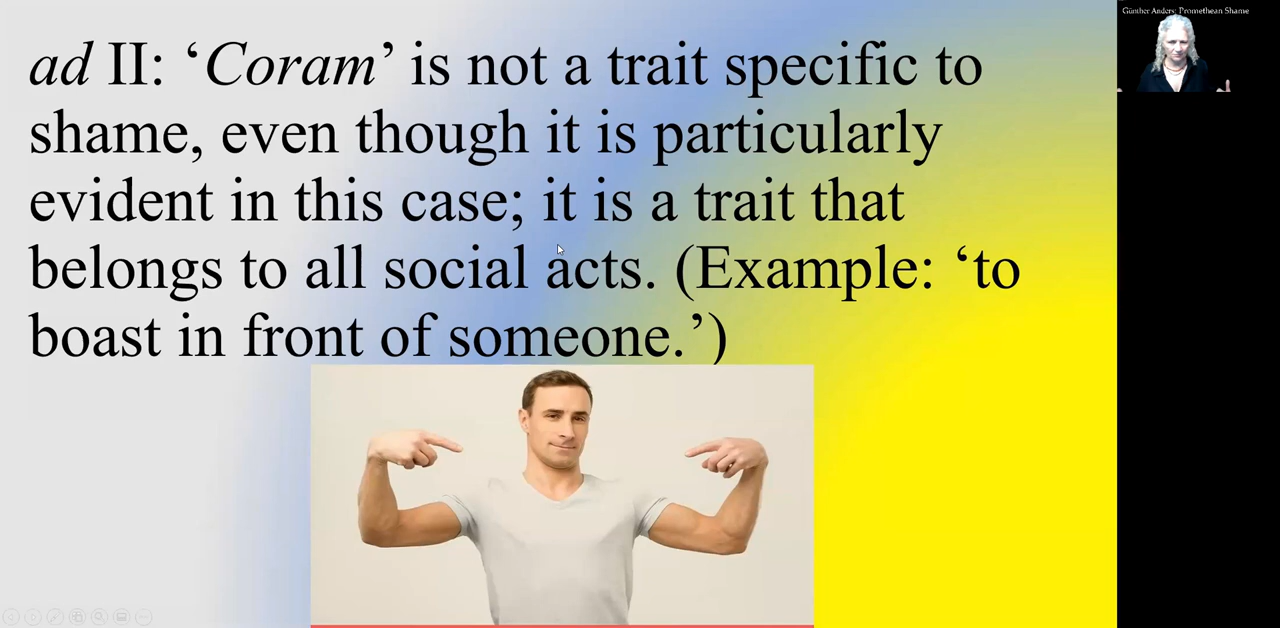 ad II: ‘Coram’ is not a trait specific to
shame, even though it is particularly
evident in this case; it is a trait that
belongs to all social acts. (Example: ‘to
boast in front of someone.’)
Günther Anders: Promethean Shame